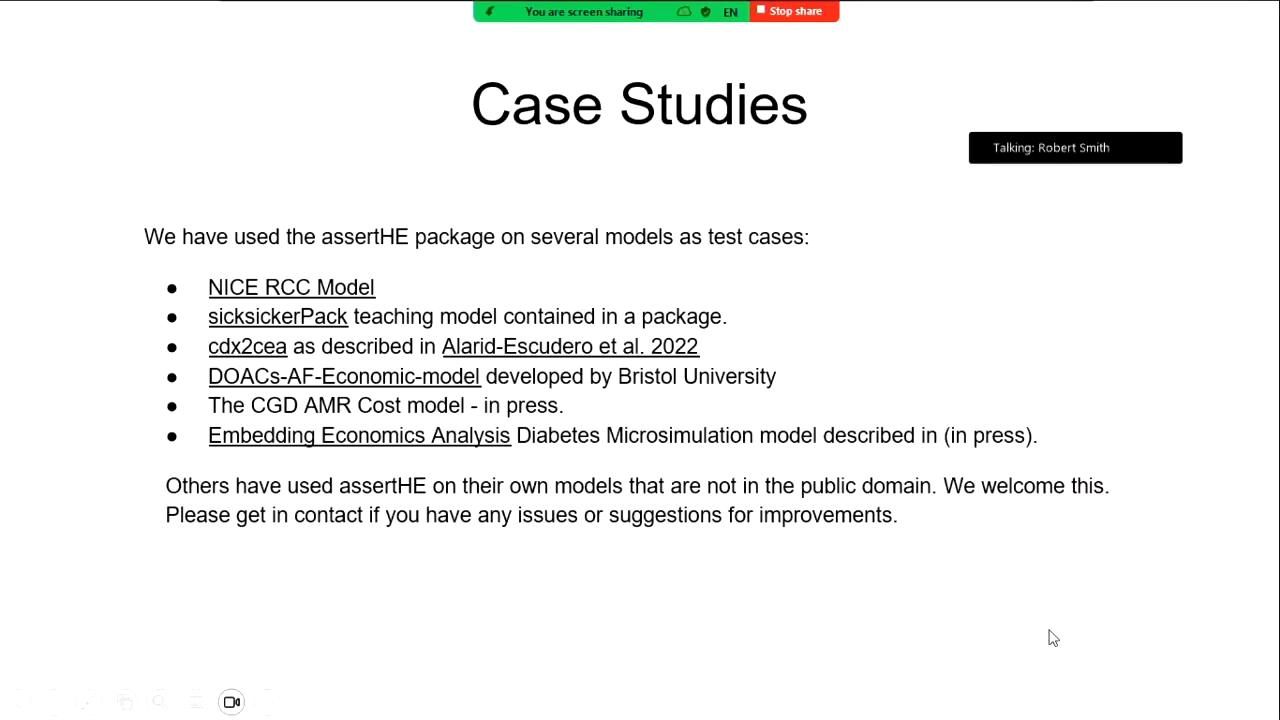 You are screen sharing EN Stop share
Case Studies
Talking: Robert Smith
We have used the assertHE package on several models as test cases:
● NICE RCC Model
● sicksickerPack teaching model contained in a package.
● cdx2cea as described in Alarid-Escudero et al. 2022
● DOACs-AF-Economic-model developed by Bristol University
● The CGD AMR Cost model - in press.
● Embedding Economics Analysis Diabetes Microsimulation model described in (in press).
Others have used assertHE on their own models that are not in the public domain. We welcome this.
Please get in contact if you have any issues or suggestions for improvements.